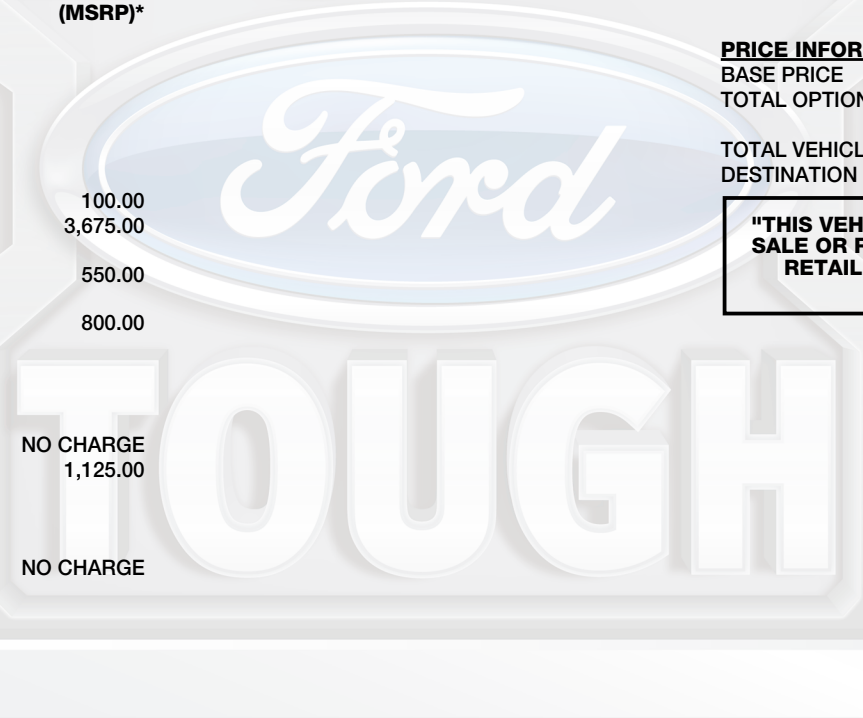 (MSRP)*
100.00
3,675.00
550.00
800.00
NO CHARGE
1,125.00
NO CHARGE
PRICE INFOR
BASE PRICE
TOTAL OPTION
TOTAL VEHICL
DESTINATION
"THIS VEH
SALE OR R
RETAIL
Ford
TOUGH